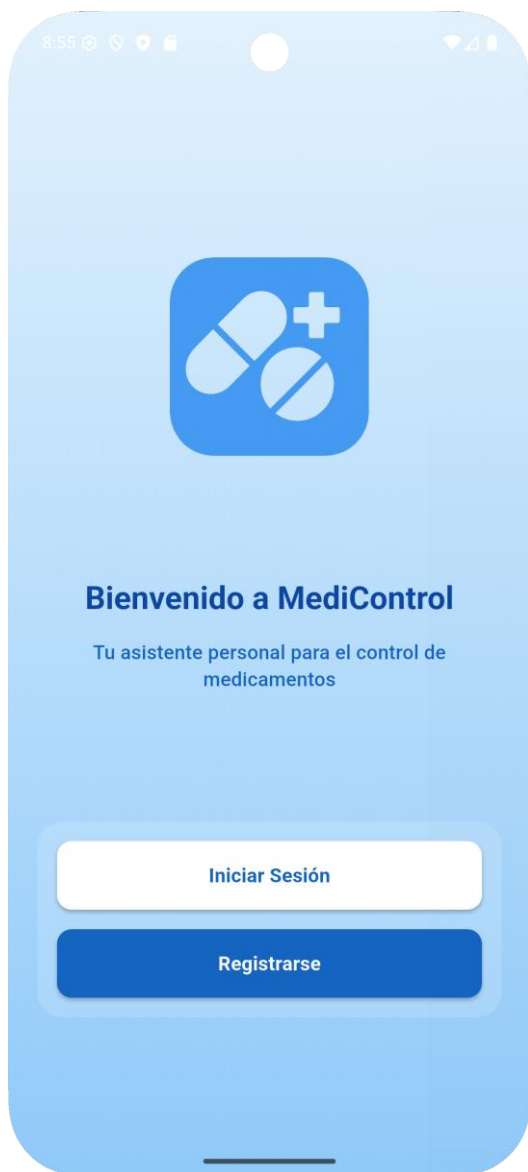 8:55
Bienvenido a MediControl
Tu asistente personal para el control de
medicamentos
Iniciar Sesión
Registrarse